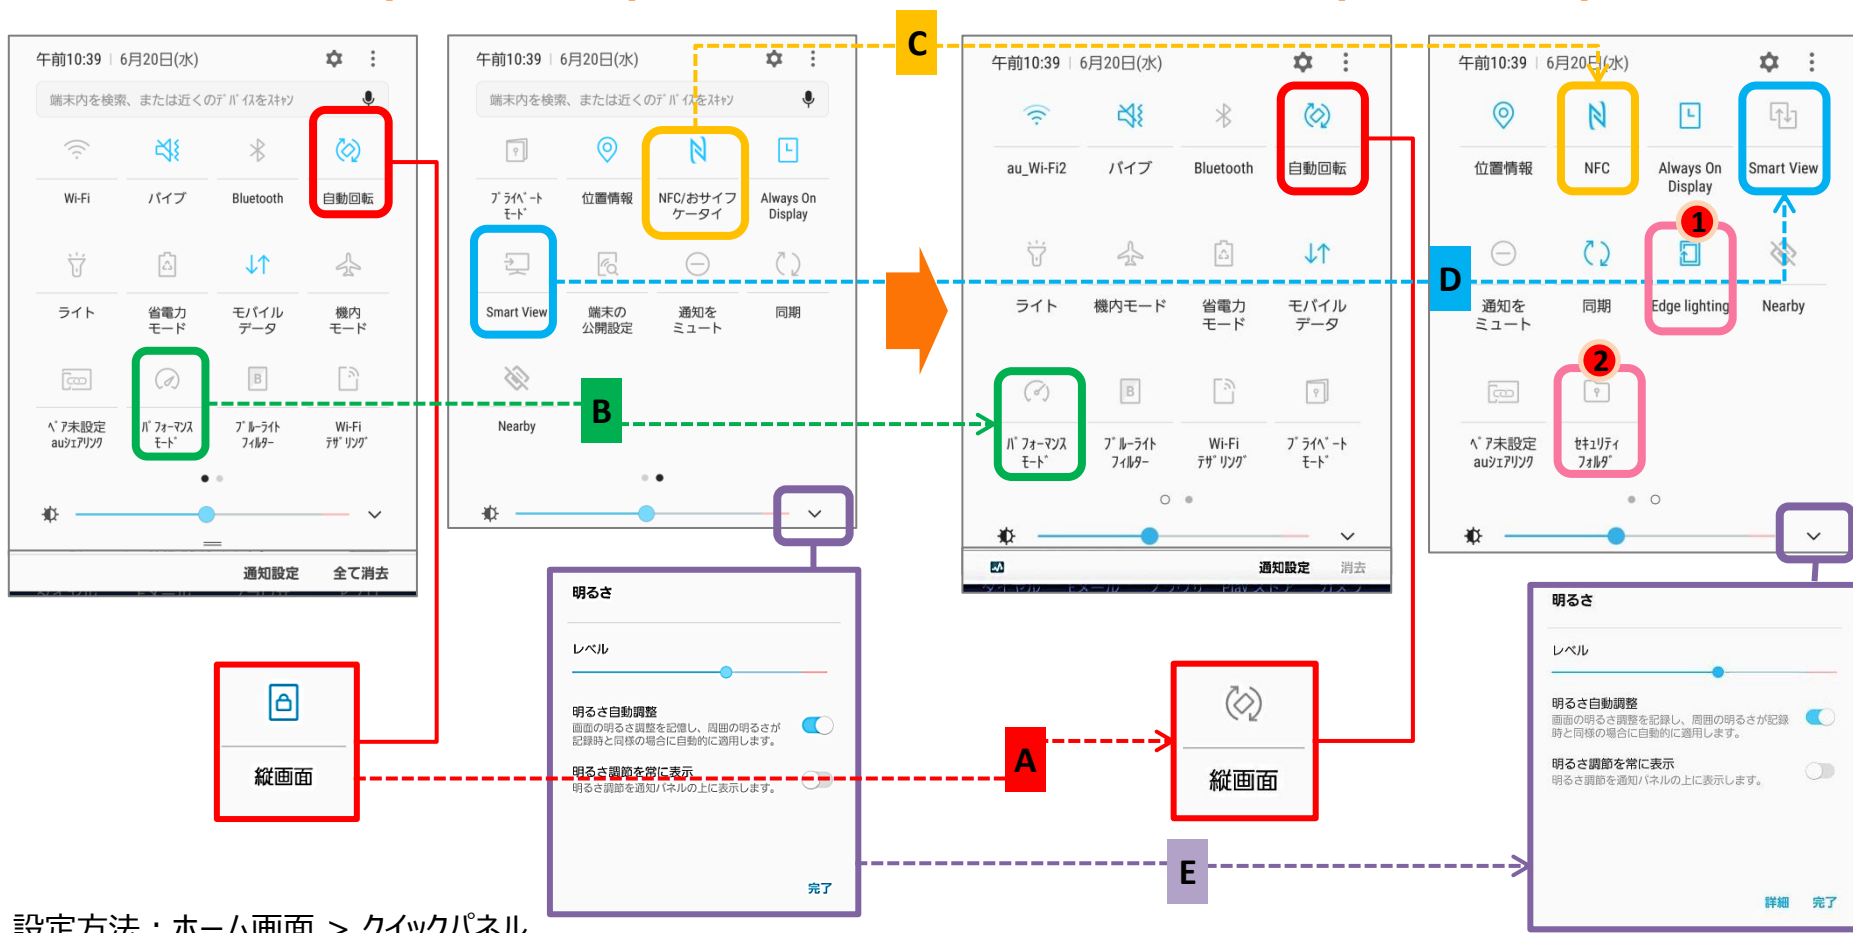 午前10:39 | 6月20日(水)
端末内を検索、または近くのデバイスをスキャン
Wi-Fi バイブ Bluetooth 自動回転
ライト 省電力モード モバイルデータ 機内モード
ペア未設定 auシェアリンク パフォーマンスモード ブルーライトフィルター Wi-Fiテザリング
通知設定 全て消去
午前10:39 | 6月20日(水)
端末内を検索、または近くのデバイスをスキャン
プライベートモード 位置情報 NFC/おサイフケータイ Always On Display
Smart View 端末の公開設定 通知をミュート 同期
Nearby
C
B
午前10:39 | 6月20日(水)
au_Wi-Fi2 バイブ Bluetooth 自動回転
ライト 機内モード 省電力モード モバイルデータ
パフォーマンスモード ブルーライトフィルター Wi-Fiテザリング プライベートモード
通知設定 消去
D
午前10:39 | 6月20日(水)
位置情報 NFC Always On Display Smart View
1
通知をミュート 同期 Edge lighting Nearby
2
ペア未設定 auシェアリンク セキュリティフォルダ
縦画面
明るさ
レベル
明るさ自動調整
画面の明るさ調整を記憶し、周囲の明るさが
記録時と同様の場合に自動的に適用します。
明るさ調節を常に表示
明るさ調節を通知パネルの上に表示します。
完了
A
縦画面
E
明るさ
レベル
明るさ自動調整
画面の明るさ調整を記録し、周囲の明るさが記録
時と同様の場合に自動的に適用します。
明るさ調節を常に表示
明るさ調節を通知パネルの上に表示します。
詳細 完了
設定方法：ホーム画面 > クイックパネル